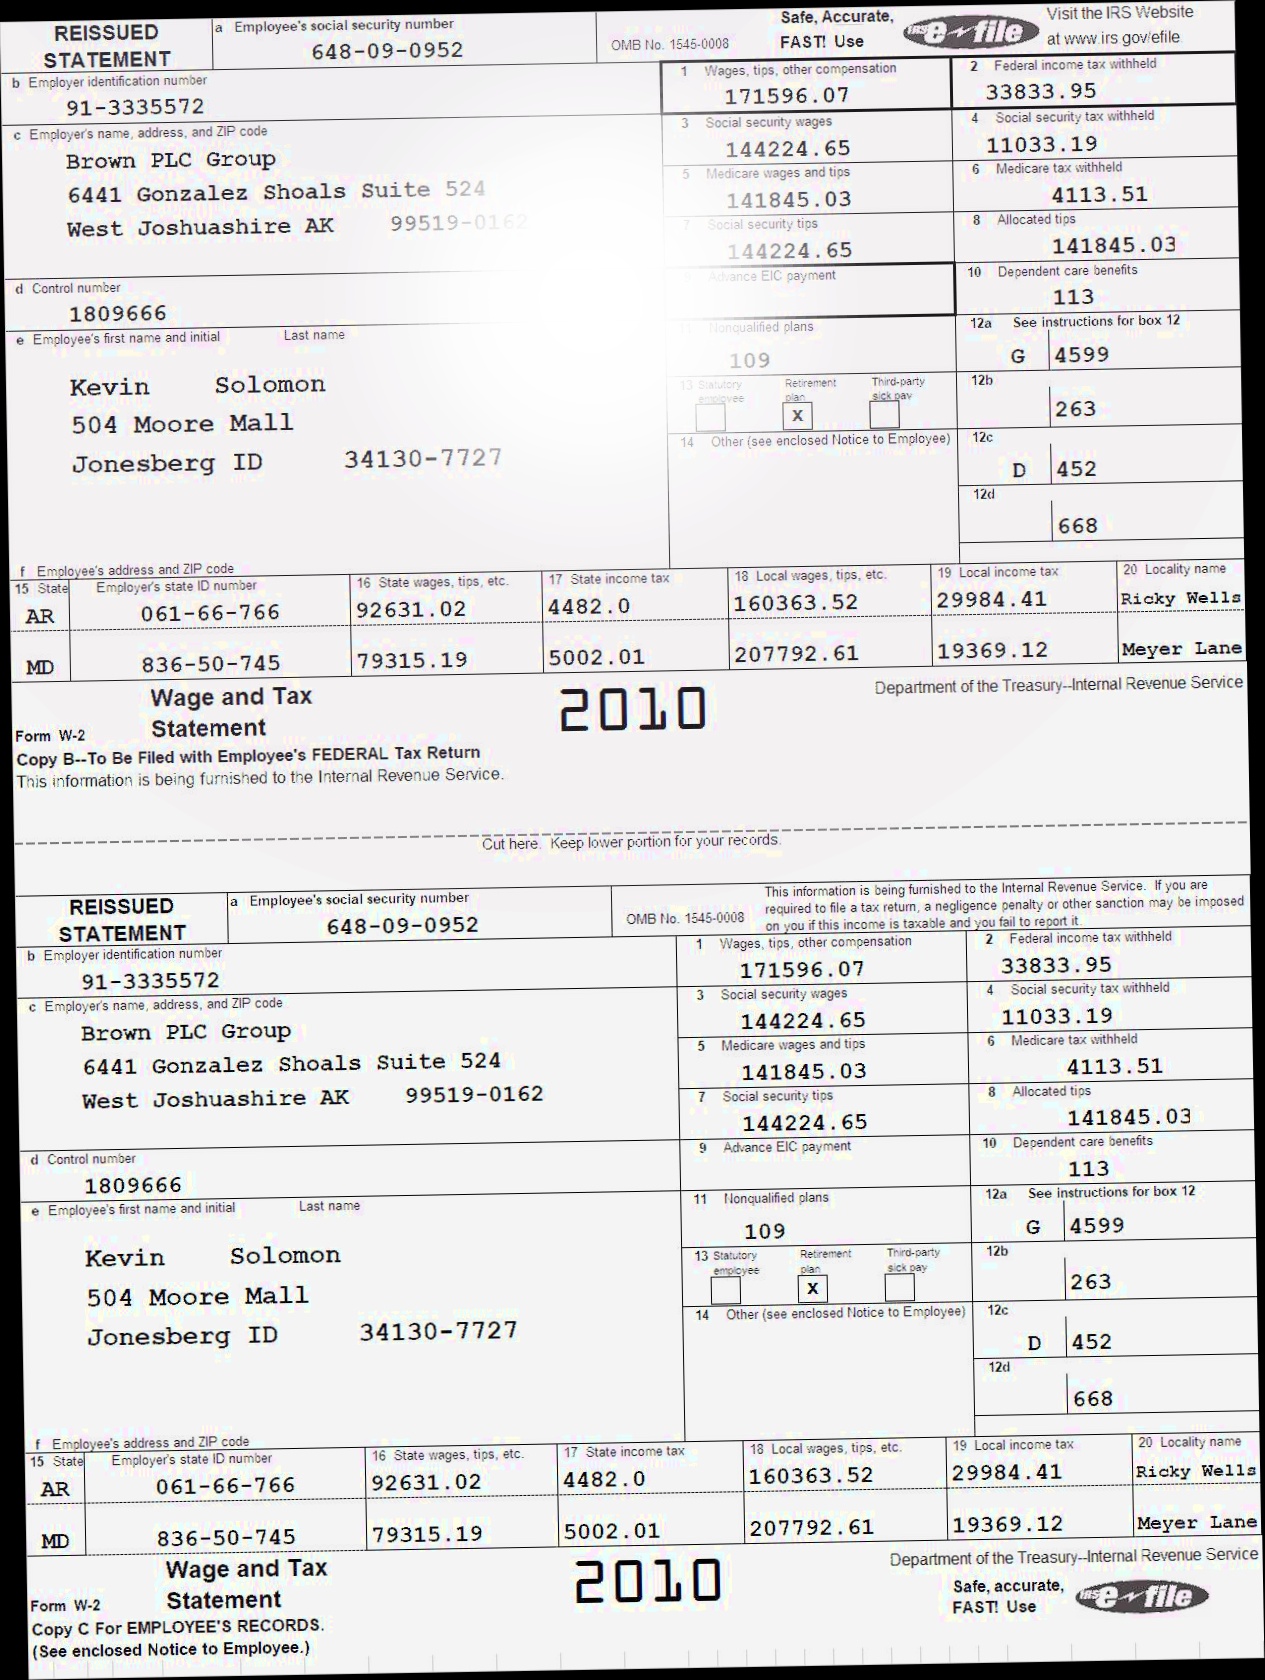 REISSUED STATEMENT
a Employee's social security number
648-09-0952
OMB No. 1545-0008
Safe, Accurate,
FAST! Use
IRS e~file
Visit the IRS Website
at www.irs.gov/efile
b Employer identification number
91-3335572
1 Wages, tips, other compensation
171596.07
2 Federal income tax withheld
33833.95
c Employer's name, address, and ZIP code
Brown PLC Group
6441 Gonzalez Shoals Suite 524
West Joshuashire AK 99519-0162
3 Social security wages
144224.65
4 Social security tax withheld
11033.19
5 Medicare wages and tips
141845.03
6 Medicare tax withheld
4113.51
7 Social security tips
144224.65
8 Allocated tips
141845.03
d Control number
1809666
Advance EIC payment
10 Dependent care benefits
113
e Employee's first name and initial Last name
Kevin Solomon
504 Moore Mall
Jonesberg ID 34130-7727
11 Nonqualified plans
109
12a See instructions for box 12
G 4599
13 Statutory employee
Retirement plan
X
Third-party sick pay
12b
263
14 Other (see enclosed Notice to Employee)
12c
D 452
12d
668
f Employee's address and ZIP code
15 State Employer's state ID number
16 State wages, tips, etc.
17 State income tax
18 Local wages, tips, etc.
19 Local income tax
20 Locality name
AR 061-66-766 92631.02 4482.0 160363.52 29984.41 Ricky Wells
MD 836-50-745 79315.19 5002.01 207792.61 19369.12 Meyer Lane
Wage and Tax
Statement
Form W-2
2010
Department of the Treasury--Internal Revenue Service
Copy B--To Be Filed with Employee's FEDERAL Tax Return
This information is being furnished to the Internal Revenue Service.
Cut here. Keep lower portion for your records.
REISSUED STATEMENT
a Employee's social security number
648-09-0952
OMB No. 1545-0008
This information is being furnished to the Internal Revenue Service. If you are
required to file a tax return, a negligence penalty or other sanction may be imposed
on you if this income is taxable and you fail to report it.
b Employer identification number
91-3335572
1 Wages, tips, other compensation
171596.07
2 Federal income tax withheld
33833.95
c Employer's name, address, and ZIP code
Brown PLC Group
6441 Gonzalez Shoals Suite 524
West Joshuashire AK 99519-0162
3 Social security wages
144224.65
4 Social security tax withheld
11033.19
5 Medicare wages and tips
141845.03
6 Medicare tax withheld
4113.51
7 Social security tips
144224.65
8 Allocated tips
141845.03
d Control number
1809666
9 Advance EIC payment
10 Dependent care benefits
113
e Employee's first name and initial Last name
Kevin Solomon
504 Moore Mall
Jonesberg ID 34130-7727
11 Nonqualified plans
109
12a See instructions for box 12
G 4599
13 Statutory employee
Retirement plan
X
Third-party sick pay
12b
263
14 Other (see enclosed Notice to Employee)
12c
D 452
12d
668
f Employee's address and ZIP code
15 State Employer's state ID number
16 State wages, tips, etc.
17 State income tax
18 Local wages, tips, etc.
19 Local income tax
20 Locality name
AR 061-66-766 92631.02 4482.0 160363.52 29984.41 Ricky Wells
MD 836-50-745 79315.19 5002.01 207792.61 19369.12 Meyer Lane
Wage and Tax
Statement
Form W-2
2010
Department of the Treasury--Internal Revenue Service
Safe, accurate,
FAST! Use
IRS e~file
Copy C For EMPLOYEE'S RECORDS.
(See enclosed Notice to Employee.)